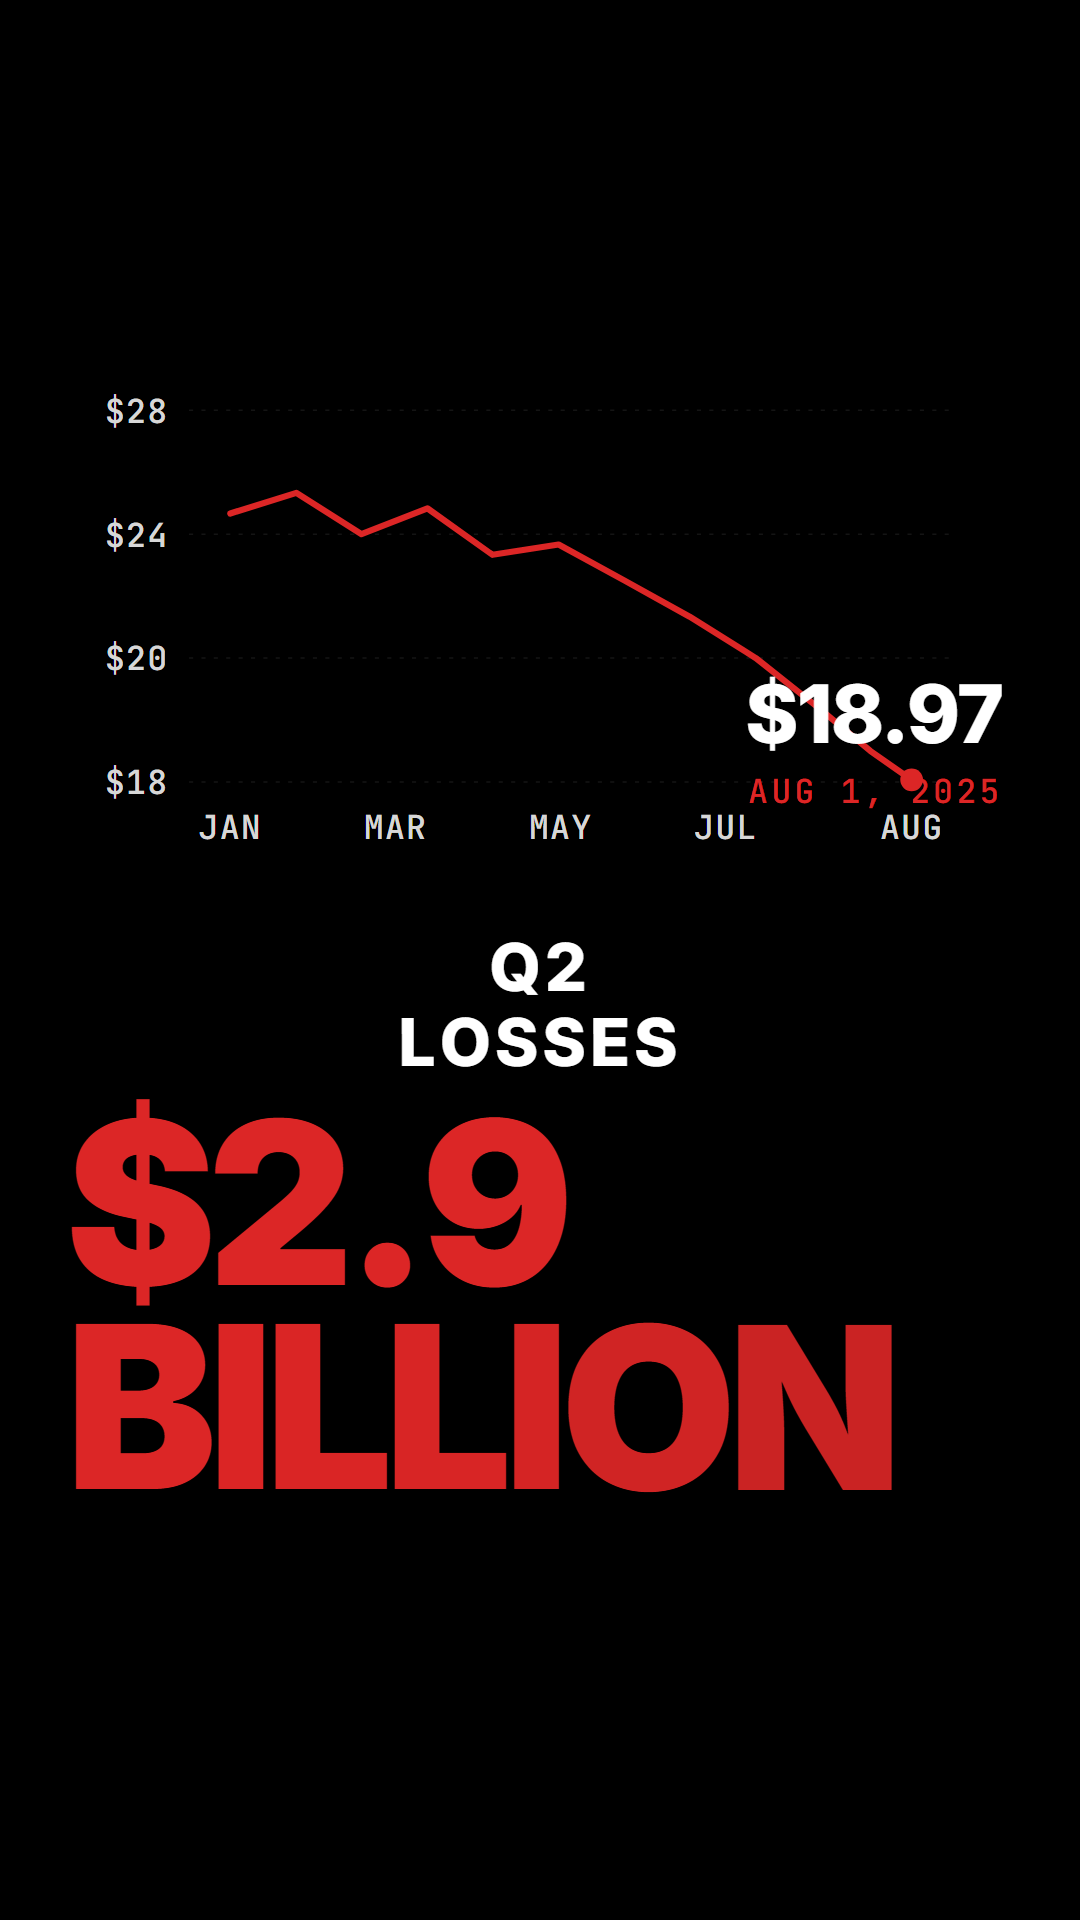 $28
$24
$20
$18
$18.97
AUG 1, 2025
JAN MAR MAY JUL AUG
Q2
LOSSES
$2.9
BILLION